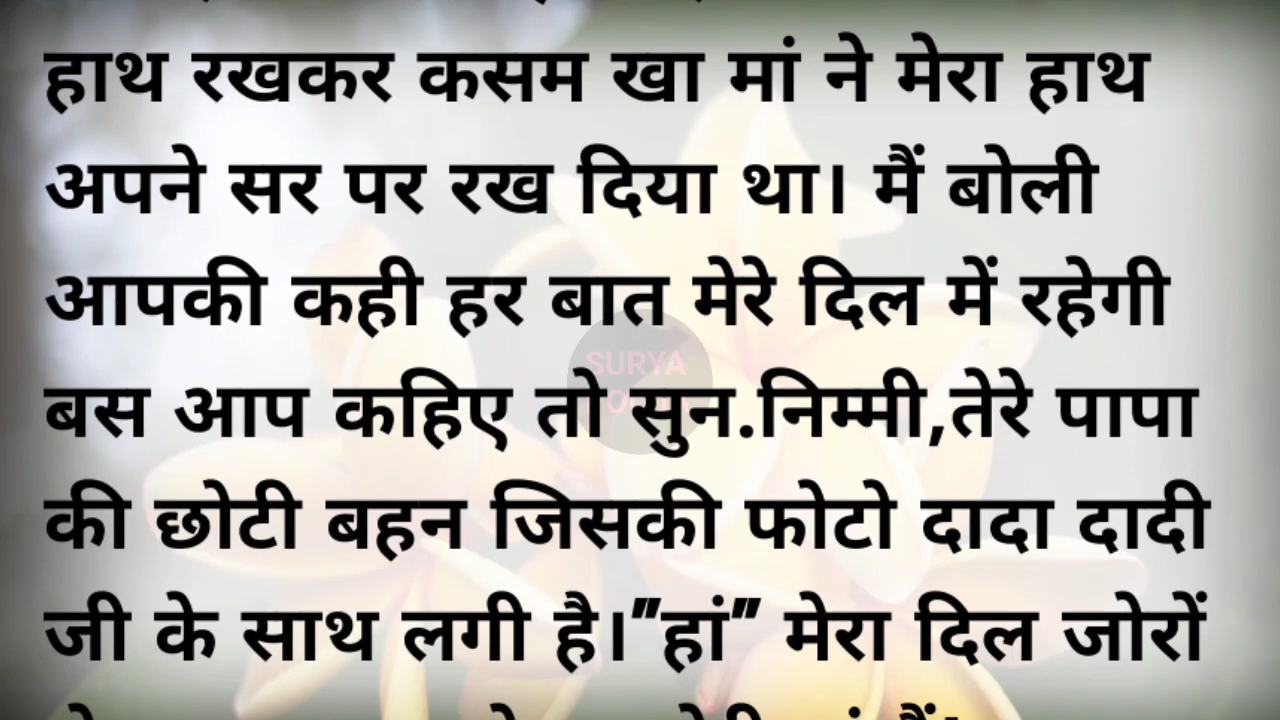 हाथ रखकर कसम खा मां ने मेरा हाथ
अपने सर पर रख दिया था। मैं बोली
आपकी कही हर बात मेरे दिल में रहेगी
SURYA
बस आप कहिए तो सुन.निम्मी,तेरे पापा
की छोटी बहन जिसकी फोटो दादा दादी
जी के साथ लगी है।"हां" मेरा दिल जोरों